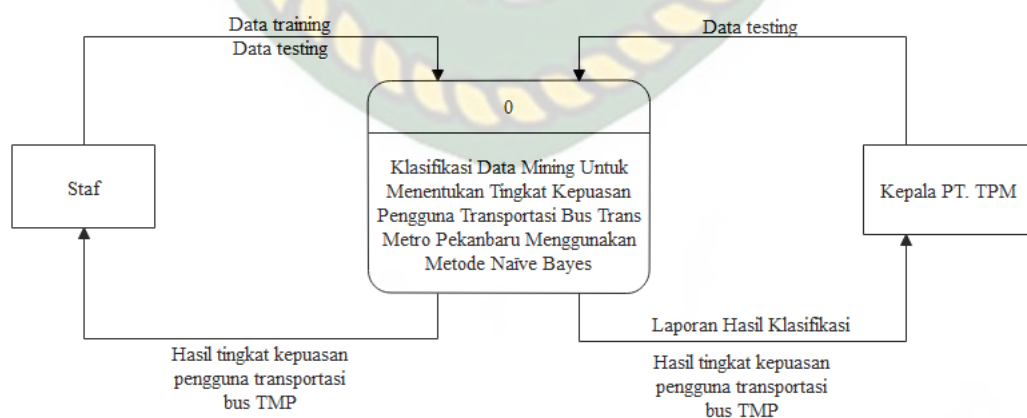 Data training
Data testing
Data testing
0
Klasifikasi Data Mining Untuk
Menentukan Tingkat Kepuasan
Pengguna Transportasi Bus Trans
Metro Pekanbaru Menggunakan
Metode Naïve Bayes
Staf
Kepala PT. TPM
Hasil tingkat kepuasan
pengguna transportasi
bus TMP
Laporan Hasil Klasifikasi
Hasil tingkat kepuasan
pengguna transportasi
bus TMP